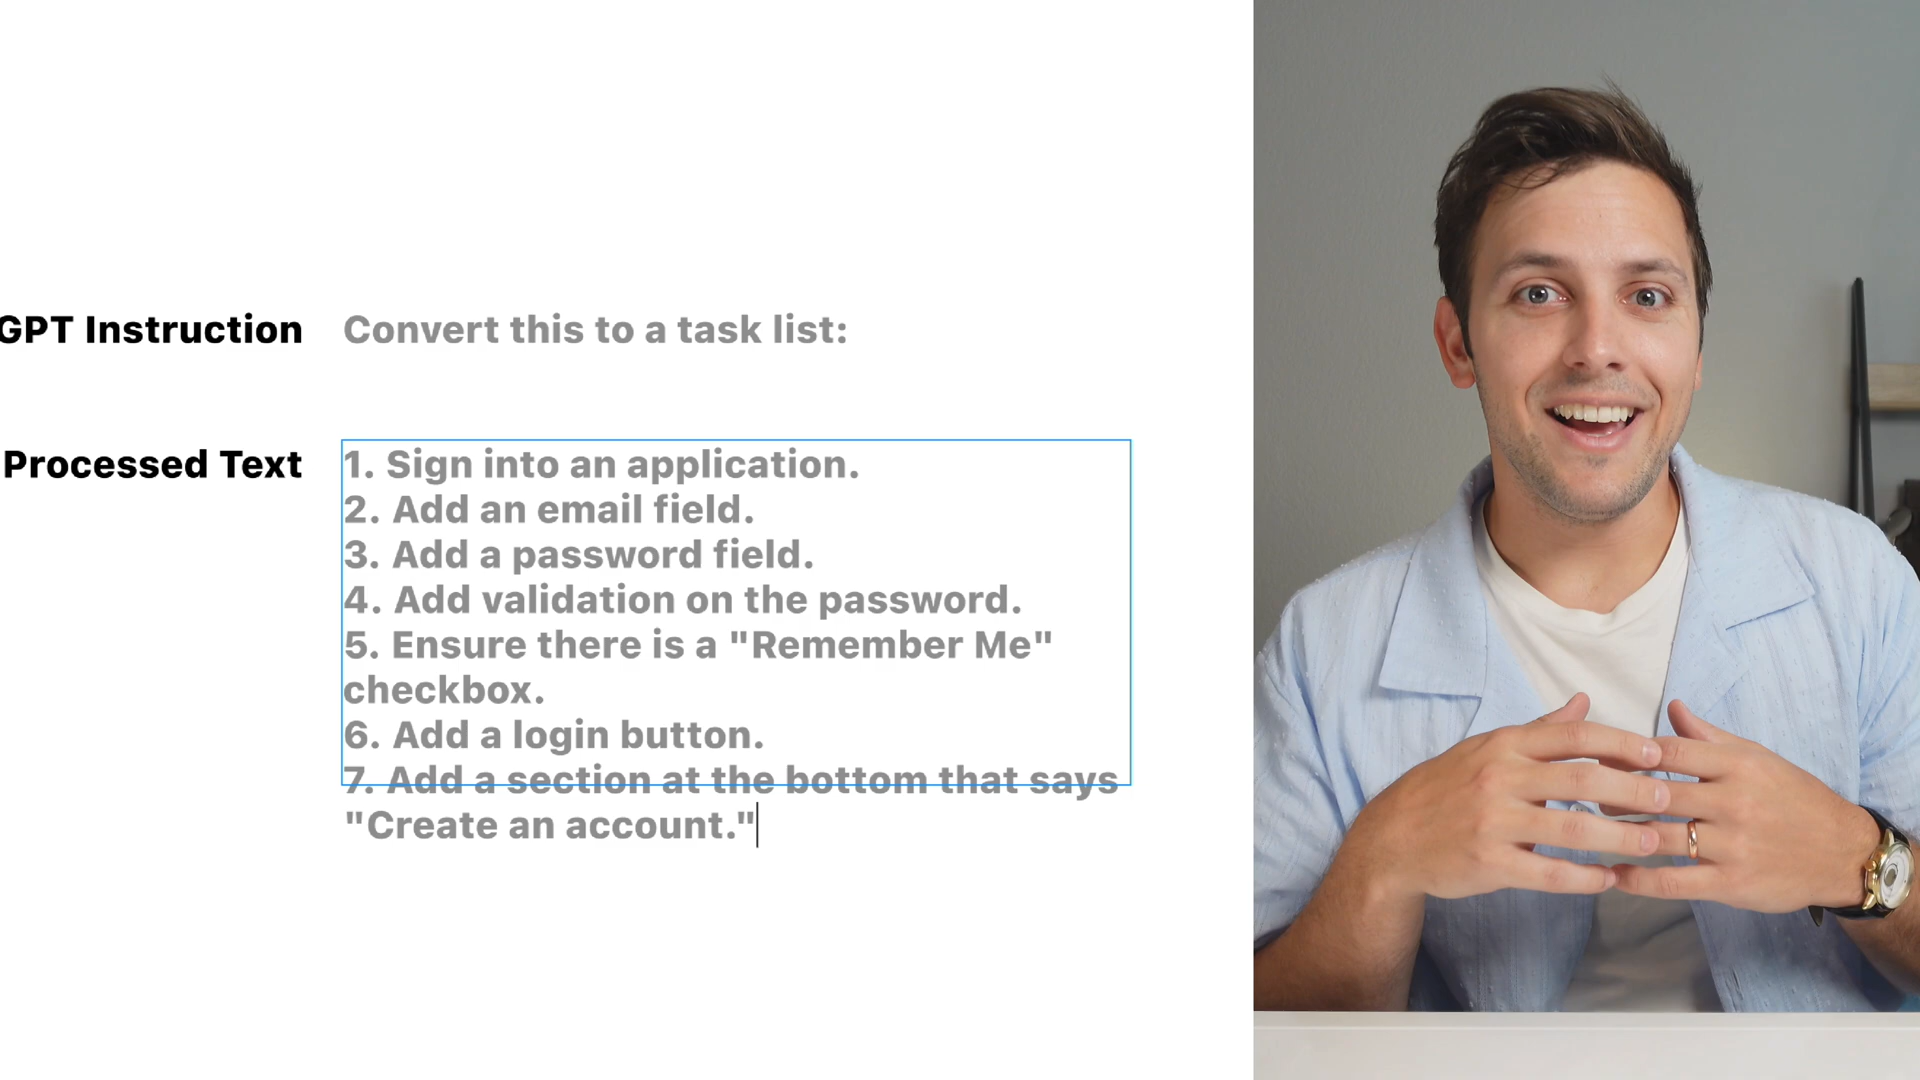 GPT Instruction
Convert this to a task list:
Processed Text
1. Sign into an application.
2. Add an email field.
3. Add a password field.
4. Add validation on the password.
5. Ensure there is a "Remember Me"
checkbox.
6. Add a login button.
7. Add a section at the bottom that says
"Create an account."